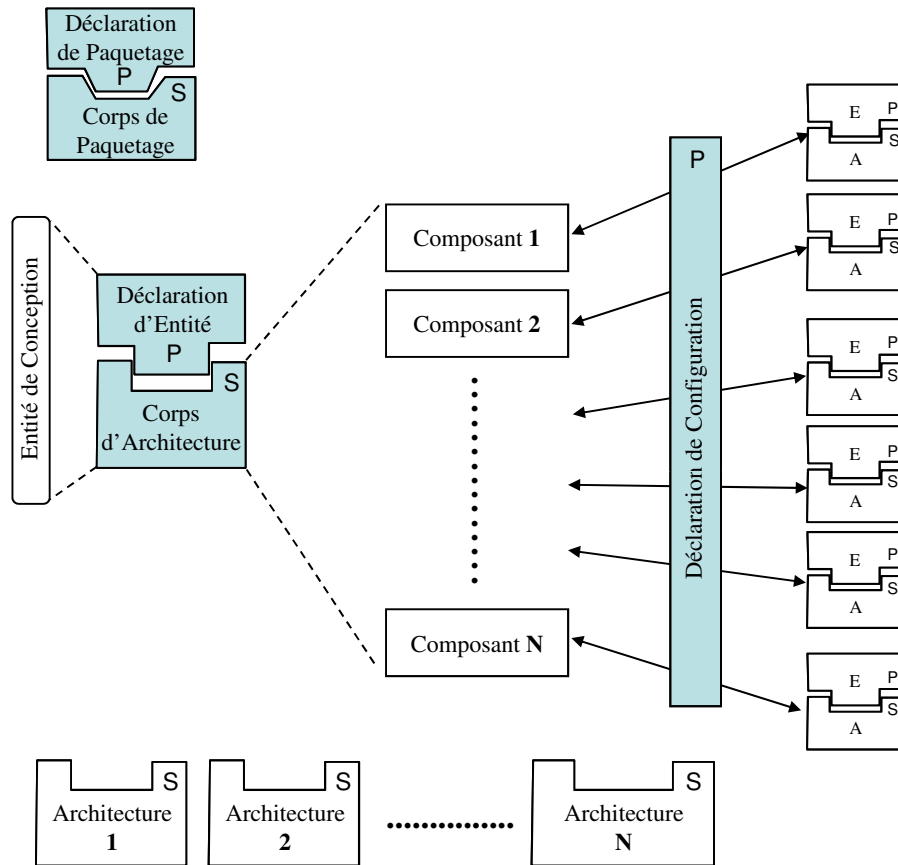 Déclaration
de Paquetage
P
S
Corps de
Paquetage
Entité de Conception
Déclaration
d'Entité
P
S
Corps
d'Architecture
Composant 1
Composant 2
Composant N
P
Déclaration de Configuration
E
P
S
A
E
P
S
A
E
P
S
A
E
P
S
A
E
P
S
A
E
P
S
A
S
Architecture
1
S
Architecture
2
S
Architecture
N